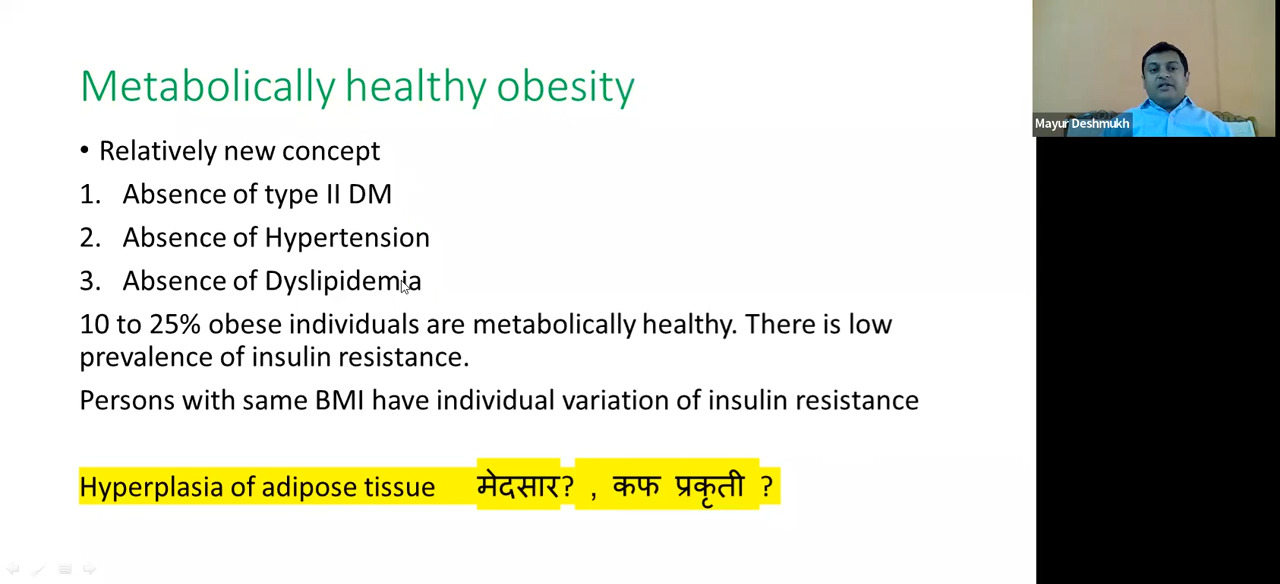 Metabolically healthy obesity
• Relatively new concept
1. Absence of type II DM
2. Absence of Hypertension
3. Absence of Dyslipidemia
10 to 25% obese individuals are metabolically healthy. There is low
prevalence of insulin resistance.
Persons with same BMI have individual variation of insulin resistance
Hyperplasia of adipose tissue मेदसार? , कफ प्रकृती ?
Mayur Deshmukh